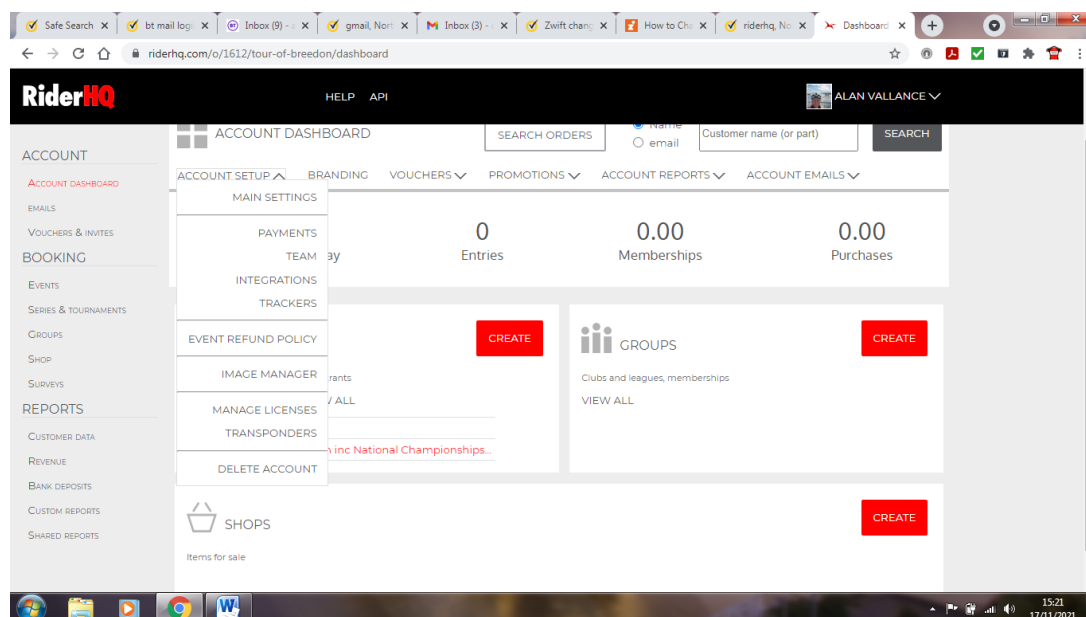 Safe Search
bt mail logi
Inbox (9) - a
gmail, Nort
Inbox (3) -
Zwift chang
How to Cha
riderhq, No
Dashboard
riderhq.com/o/1612/tour-of-breedon/dashboard
RiderHQ
HELP API
ALAN VALLANCE
ACCOUNT DASHBOARD
SEARCH ORDERS
Name
email
Customer name (or part)
SEARCH
ACCOUNT
ACCOUNT DASHBOARD
EMAILS
VOUCHERS & INVITES
BOOKING
EVENTS
SERIES & TOURNAMENTS
GROUPS
SHOP
SURVEYS
REPORTS
CUSTOMER DATA
REVENUE
BANK DEPOSITS
CUSTOM REPORTS
SHARED REPORTS
ACCOUNT SETUP BRANDING VOUCHERS PROMOTIONS ACCOUNT REPORTS ACCOUNT EMAILS
MAIN SETTINGS
PAYMENTS
TEAM
INTEGRATIONS
TRACKERS
EVENT REFUND POLICY
IMAGE MANAGER
MANAGE LICENSES
TRANSPONDERS
DELETE ACCOUNT
0 0.00 0.00
ay Entries Memberships Purchases
CREATE
rants
ALL
inc National Championships...
GROUPS
CREATE
Clubs and leagues, memberships
VIEW ALL
SHOPS
CREATE
Items for sale
15:21
17/11/2021